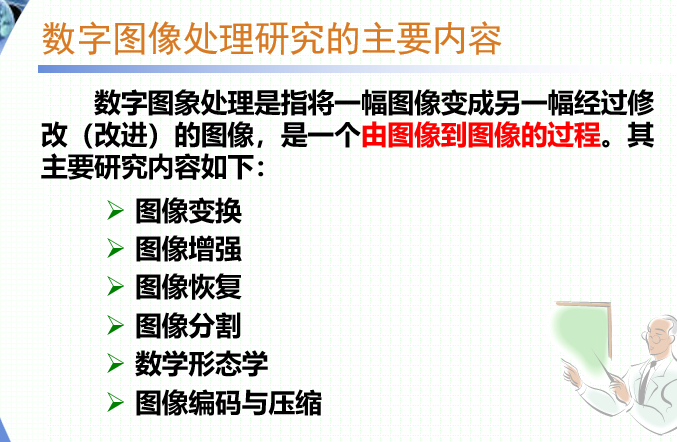 数字图像处理研究的主要内容
数字图象处理是指将一幅图像变成另一幅经过修
改（改进）的图像，是一个由图像到图像的过程。其
主要研究内容如下：
图像变换
图像增强
图像恢复
图像分割
数学形态学
图像编码与压缩